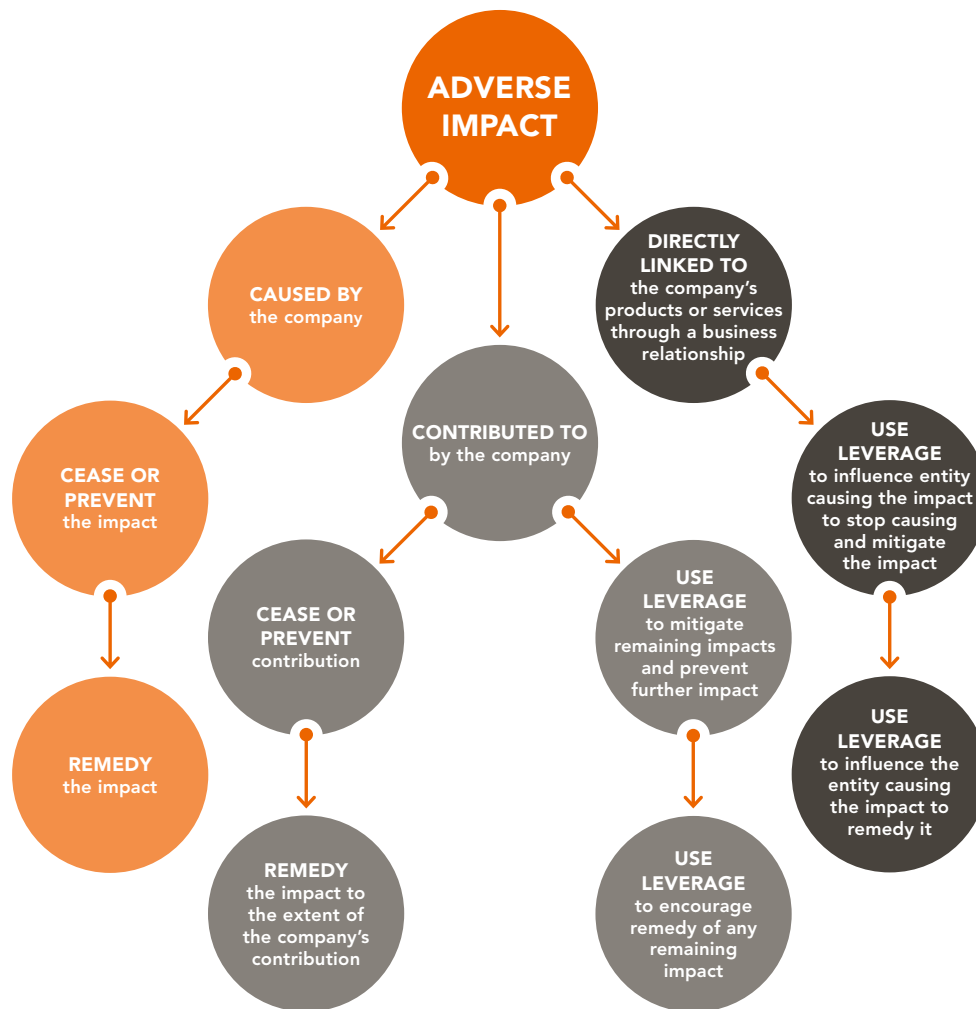 ADVERSE
IMPACT
CAUSED BY
the company
DIRECTLY
LINKED TO
the company's
products or services
through a business
relationship
CONTRIBUTED TO
by the company
CEASE OR
PREVENT
the impact
USE
LEVERAGE
to influence entity
causing the impact
to stop causing
and mitigate
the impact
CEASE OR
PREVENT
contribution
USE
LEVERAGE
to mitigate
remaining impacts
and prevent
further impact
REMEDY
the impact
USE
LEVERAGE
to influence the
entity causing
the impact to
remedy it
REMEDY
the impact to
the extent of
the company's
contribution
USE
LEVERAGE
to encourage
remedy of any
remaining
impact